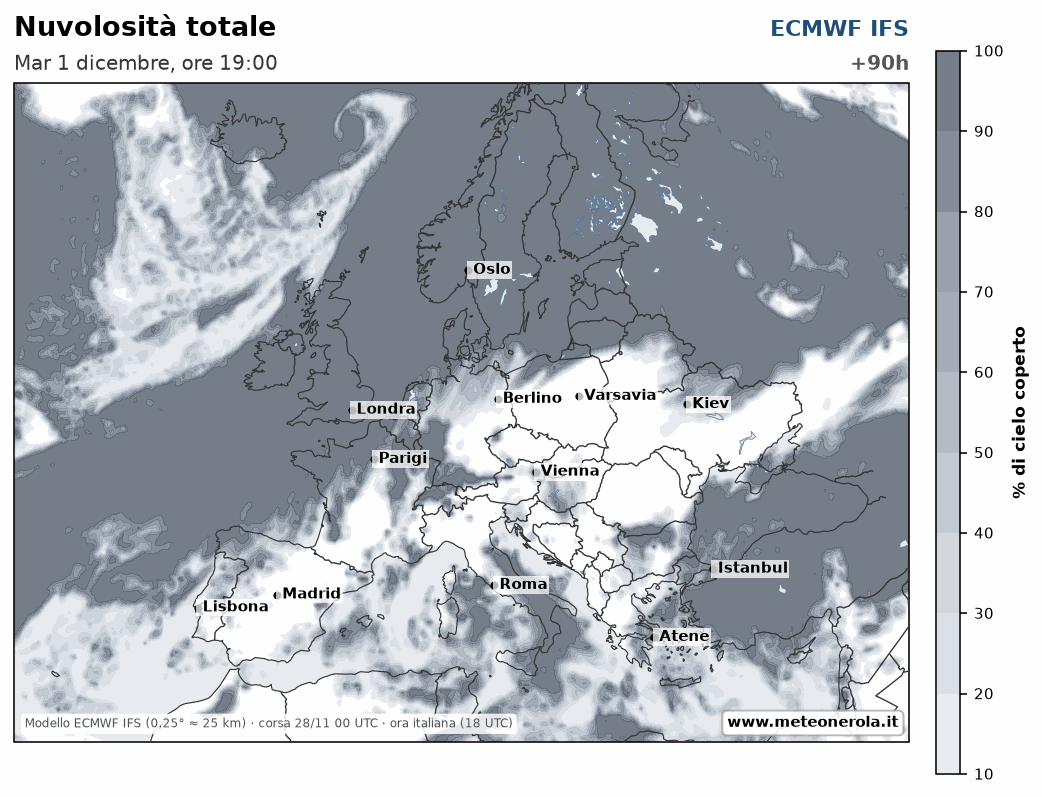 Nuvolosità totale
ECMWF IFS
Mar 1 dicembre, ore 19:00
+90h
100
90
80
70
60
50
40
30
20
10
% di cielo coperto
Oslo
Londra
Berlino
Varsavia
Kiev
Parigi
Vienna
Istanbul
Roma
Madrid
Lisbona
Atene
Modello ECMWF IFS (0,25° ≈ 25 km) · corsa 28/11 00 UTC · ora italiana (18 UTC)
www.meteonerola.it